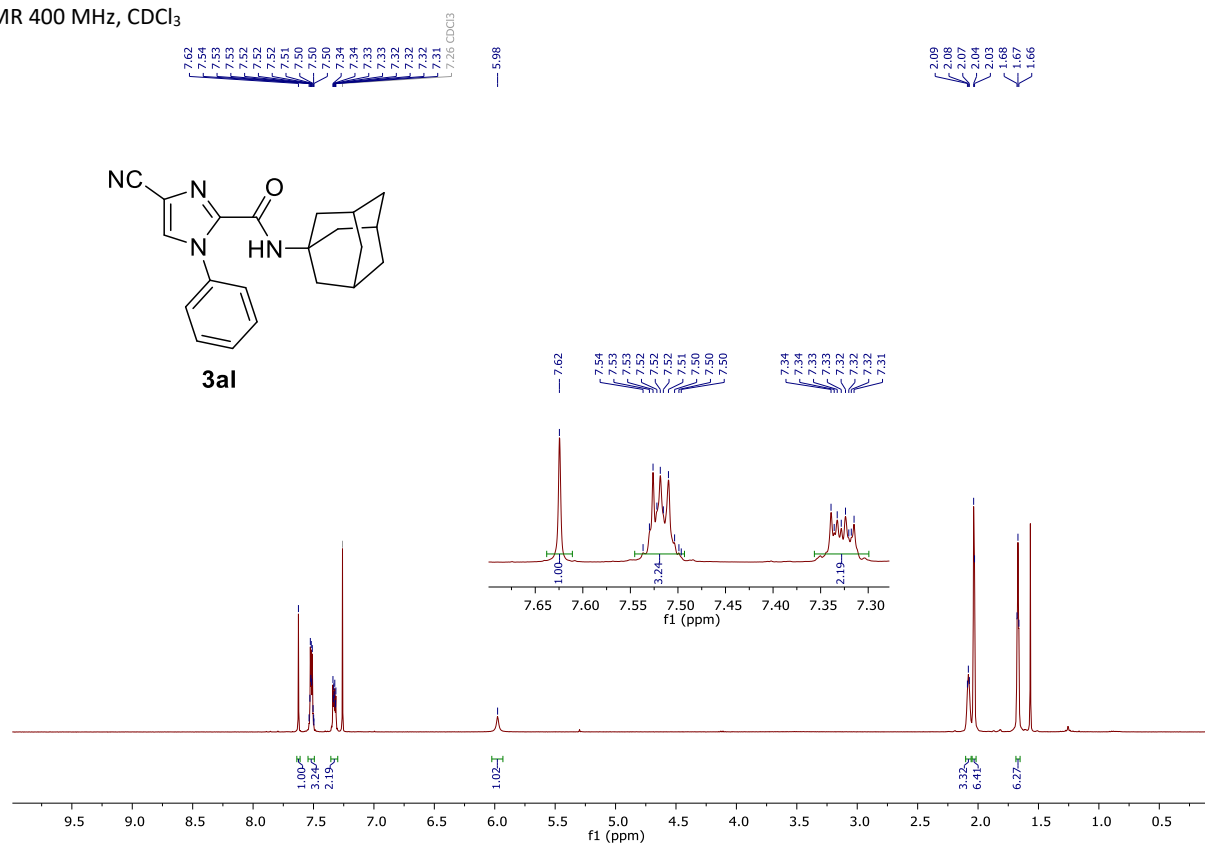 MR 400 MHz, CDCl₃
7.62 7.54 7.53 7.53 7.52 7.52 7.52 7.51 7.50 7.50 7.50 7.34 7.34 7.33 7.33 7.32 7.32 7.32 7.31 7.26 CDCl3
5.98
2.09 2.08 2.07 2.04 2.03 1.68 1.67 1.66
NC
N
O
N
HN
3al
7.62
7.54 7.53 7.53 7.52 7.52 7.52 7.51 7.50 7.50 7.50
7.34 7.34 7.33 7.33 7.32 7.32 7.32 7.31
1.00 3.24 2.19
7.65 7.60 7.55 7.50 7.45 7.40 7.35 7.30
f1 (ppm)
1.00 3.24 2.19 1.02 3.32 6.41 6.27
9.5 9.0 8.5 8.0 7.5 7.0 6.5 6.0 5.5 5.0 4.5 4.0 3.5 3.0 2.5 2.0 1.5 1.0 0.5
f1 (ppm)